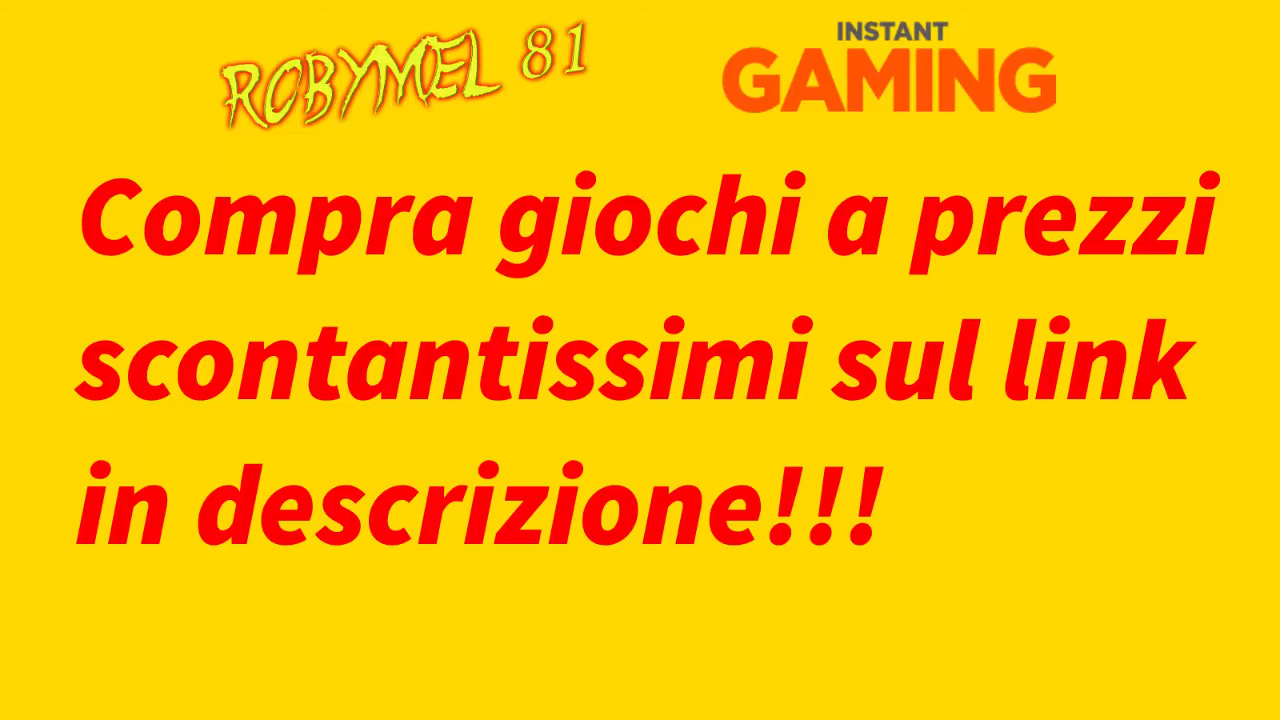 ROBYMEL 81
INSTANT
GAMING
Compra giochi a prezzi
scontantissimi sul link
in descrizione!!!